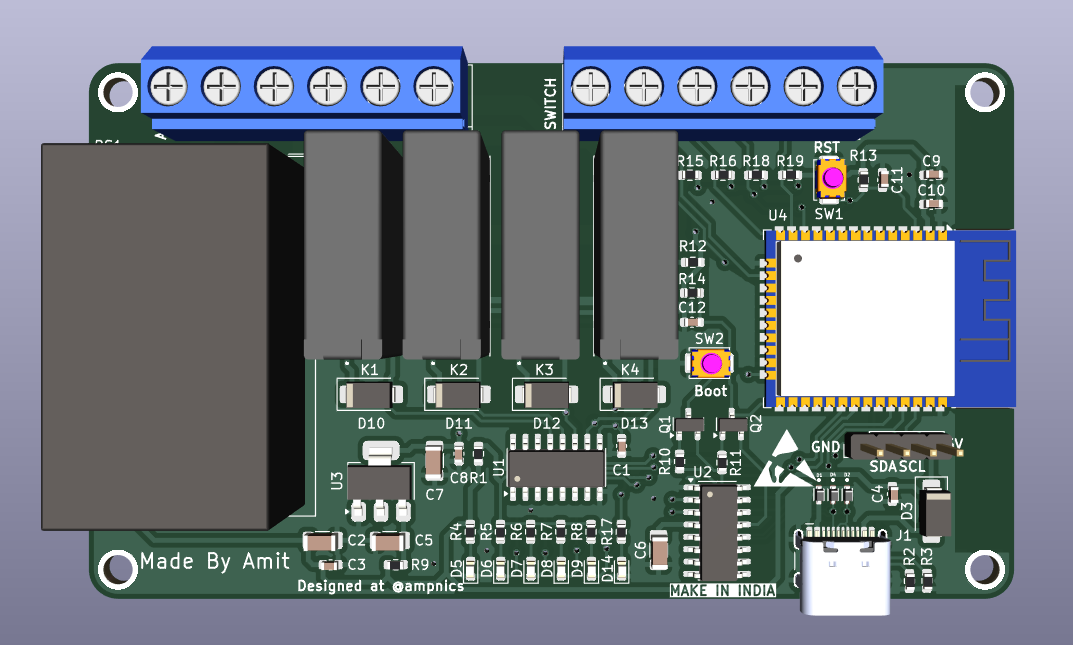 SWITCH
RST
R15 R16 R18 R19
R13
C9
C11
C10
SW1
U4
R12
R14
C12
SW2
Boot
K1 K2 K3 K4
D10 D11 D12 D13
Q1 Q2
GND
SDA SCL
U3
C7
C8 R1
U1
C1
R10
U2
R11
D1 D4 D2
C4
D3
J1
R4 R5 R6 R7 R8 R17
C2 C5
C6
C3 R9
D5 D6 D7 D8 D9 D14
R2 R3
Made By Amit
Designed at @ampnics
MAKE IN INDIA